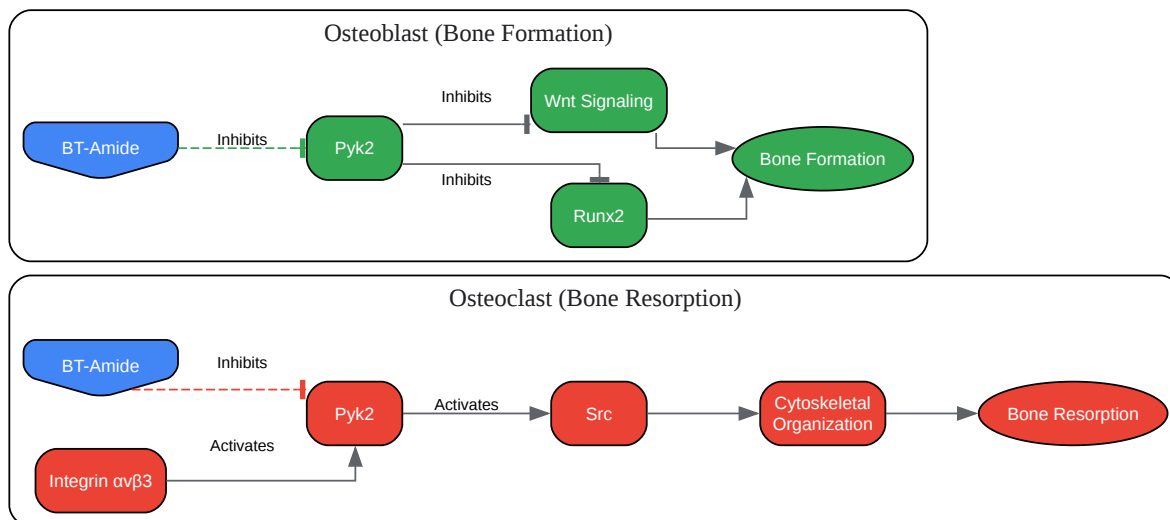 Osteoblast (Bone Formation)
Inhibits
Wnt Signaling
BT-Amide
Inhibits
Pyk2
Bone Formation
Inhibits
Runx2
Osteoclast (Bone Resorption)
BT-Amide
Inhibits
Pyk2
Activates
Src
Cytoskeletal
Organization
Bone Resorption
Activates
Integrin αvβ3